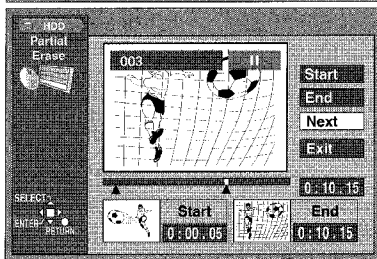 HDD
Partial
Erase
003
Start
End
Next
Exit
0:10.15
SELECT
ENTER
RETURN
Start
0:00.05
End
0:10.15